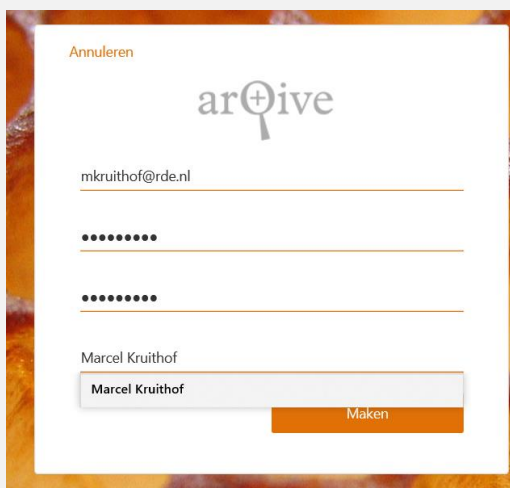 Annuleren
arQive
mkruithof@rde.nl
●●●●●●●●●
●●●●●●●●●
Marcel Kruithof
Marcel Kruithof
Maken